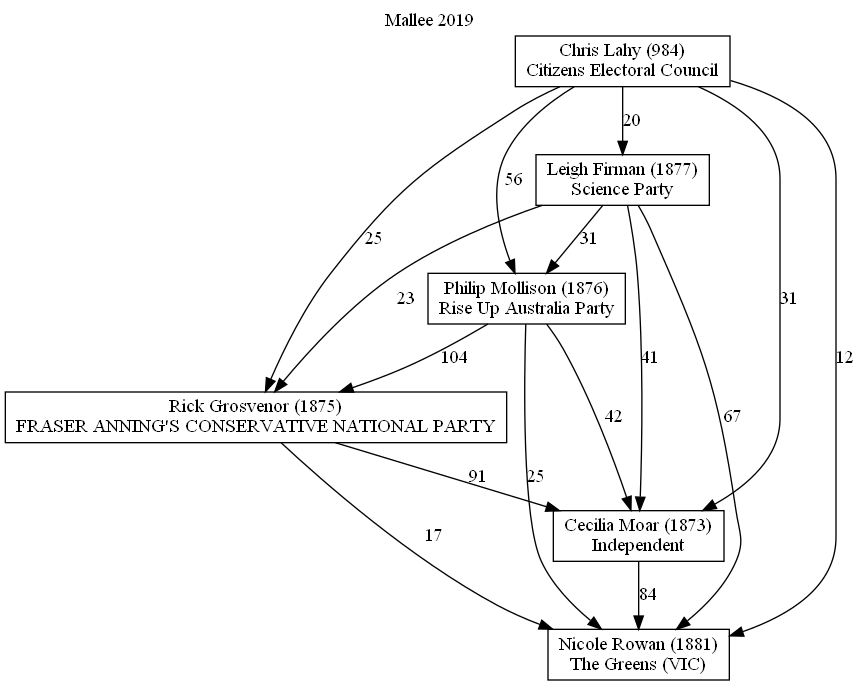 Mallee 2019
Chris Lahy (984)
Citizens Electoral Council
20
Leigh Firman (1877)
Science Party
56
25
31
23
31
Philip Mollison (1876)
Rise Up Australia Party
104
41
12
Rick Grosvenor (1875)
FRASER ANNING'S CONSERVATIVE NATIONAL PARTY
42
67
91
25
17
Cecilia Moar (1873)
Independent
84
Nicole Rowan (1881)
The Greens (VIC)